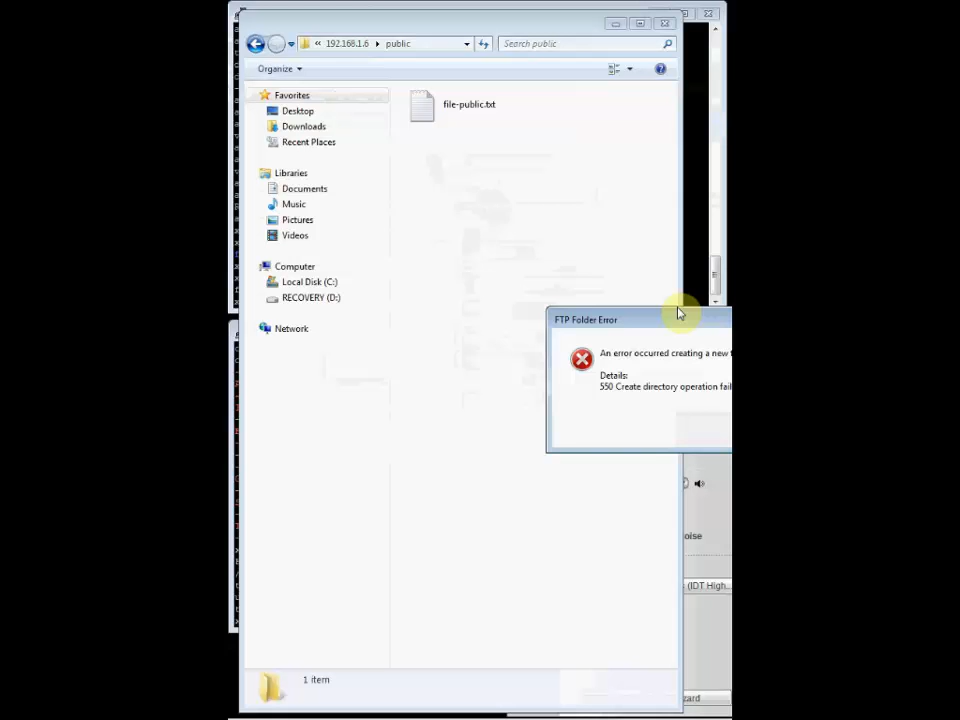 « 192.168.1.6 public
Search public
Organize
Favorites
Desktop
Downloads
Recent Places
Libraries
Documents
Music
Pictures
Videos
Computer
Local Disk (C:)
RECOVERY (D:)
Network
file-public.txt
FTP Folder Error
An error occurred creating a new
Details:
550 Create directory operation fail
oise
(IDT High
zard
1 item